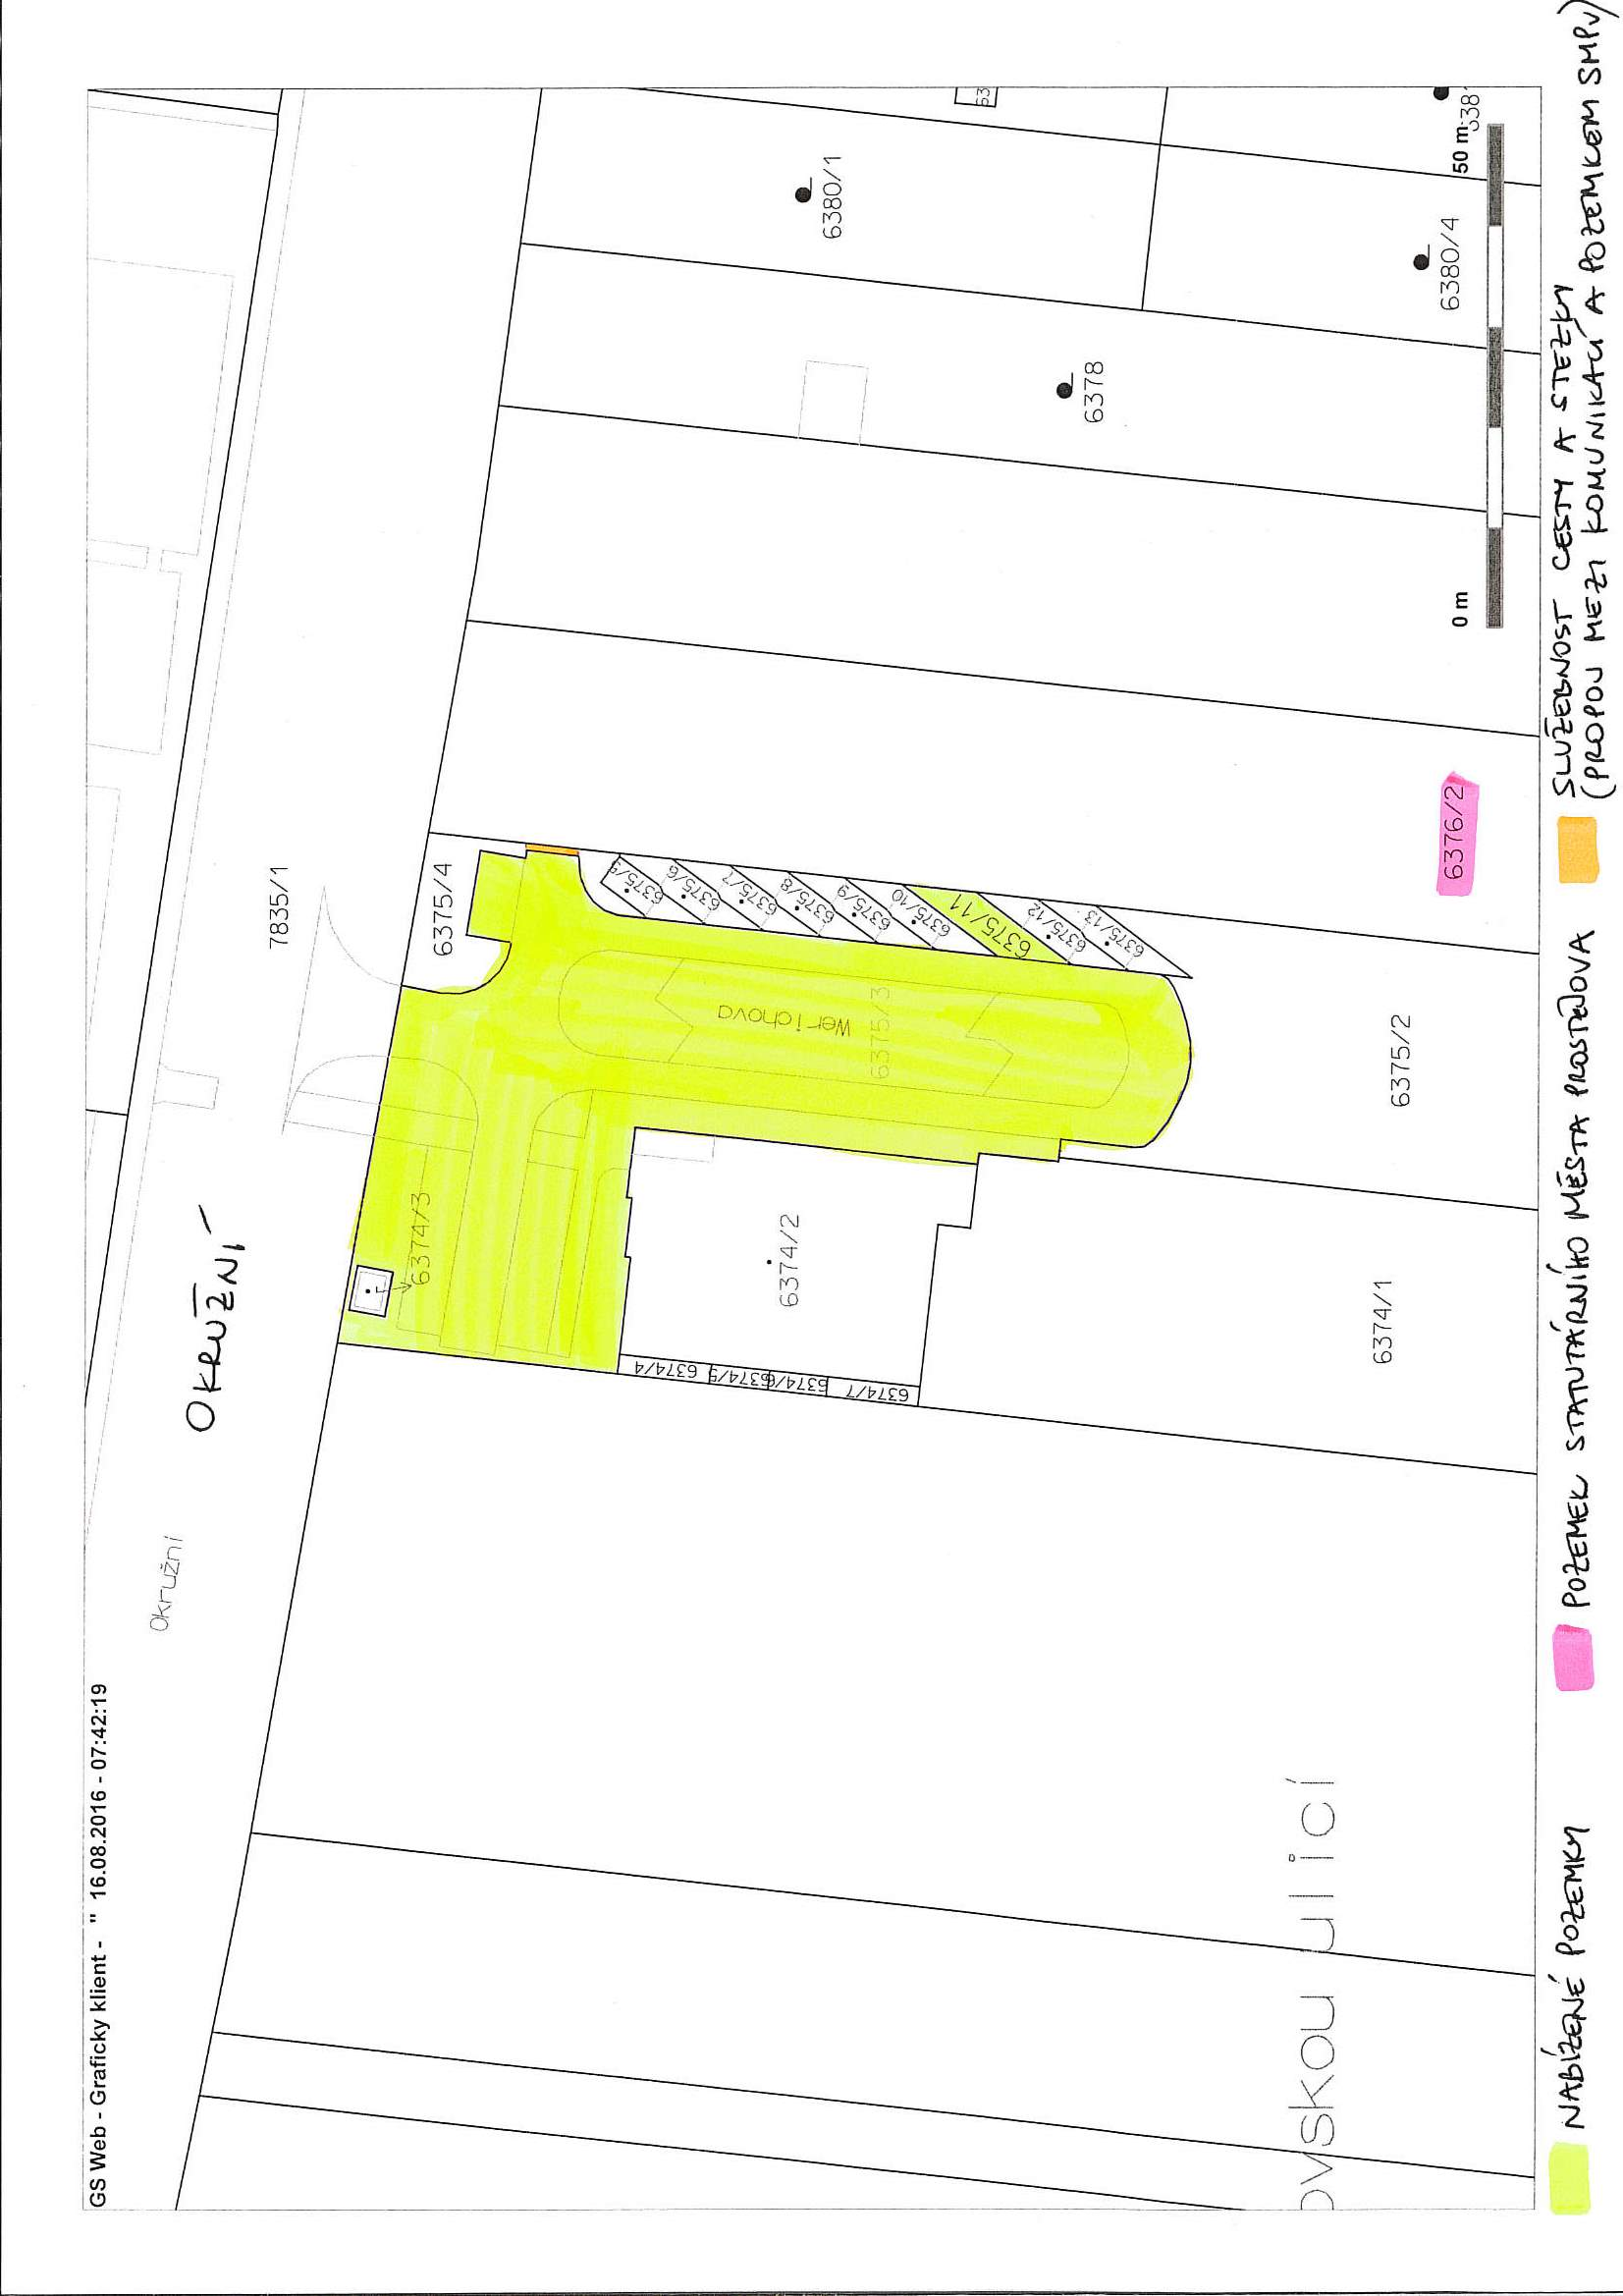 GS Web - Graficky klient - " 16.08.2016 - 07:42:19
Okružní
OKRUŽNÍ
7835/1
6375/4
6374/3
6375/5
6375/6
6375/7
6375/8
6375/9
6375/10
6375/11
6375/12
6375/13
Werichova
6375/3
6374/2
6374/4
6374/5
6374/6
6374/7
6374/1
6375/2
6376/2
6378
6380/1
6380/4
63
338
0 m
50 m
ovskou ulicí
NABÍZENÉ POZEMKY
POZEMEK STATUTÁRNÍHO MĚSTA PROSTĚJOVA
SLUŽEBNOST CESTY A STEZKY
(PROPOJ MEZI KOMUNIKACÍ A POZEMKEM SMPV)